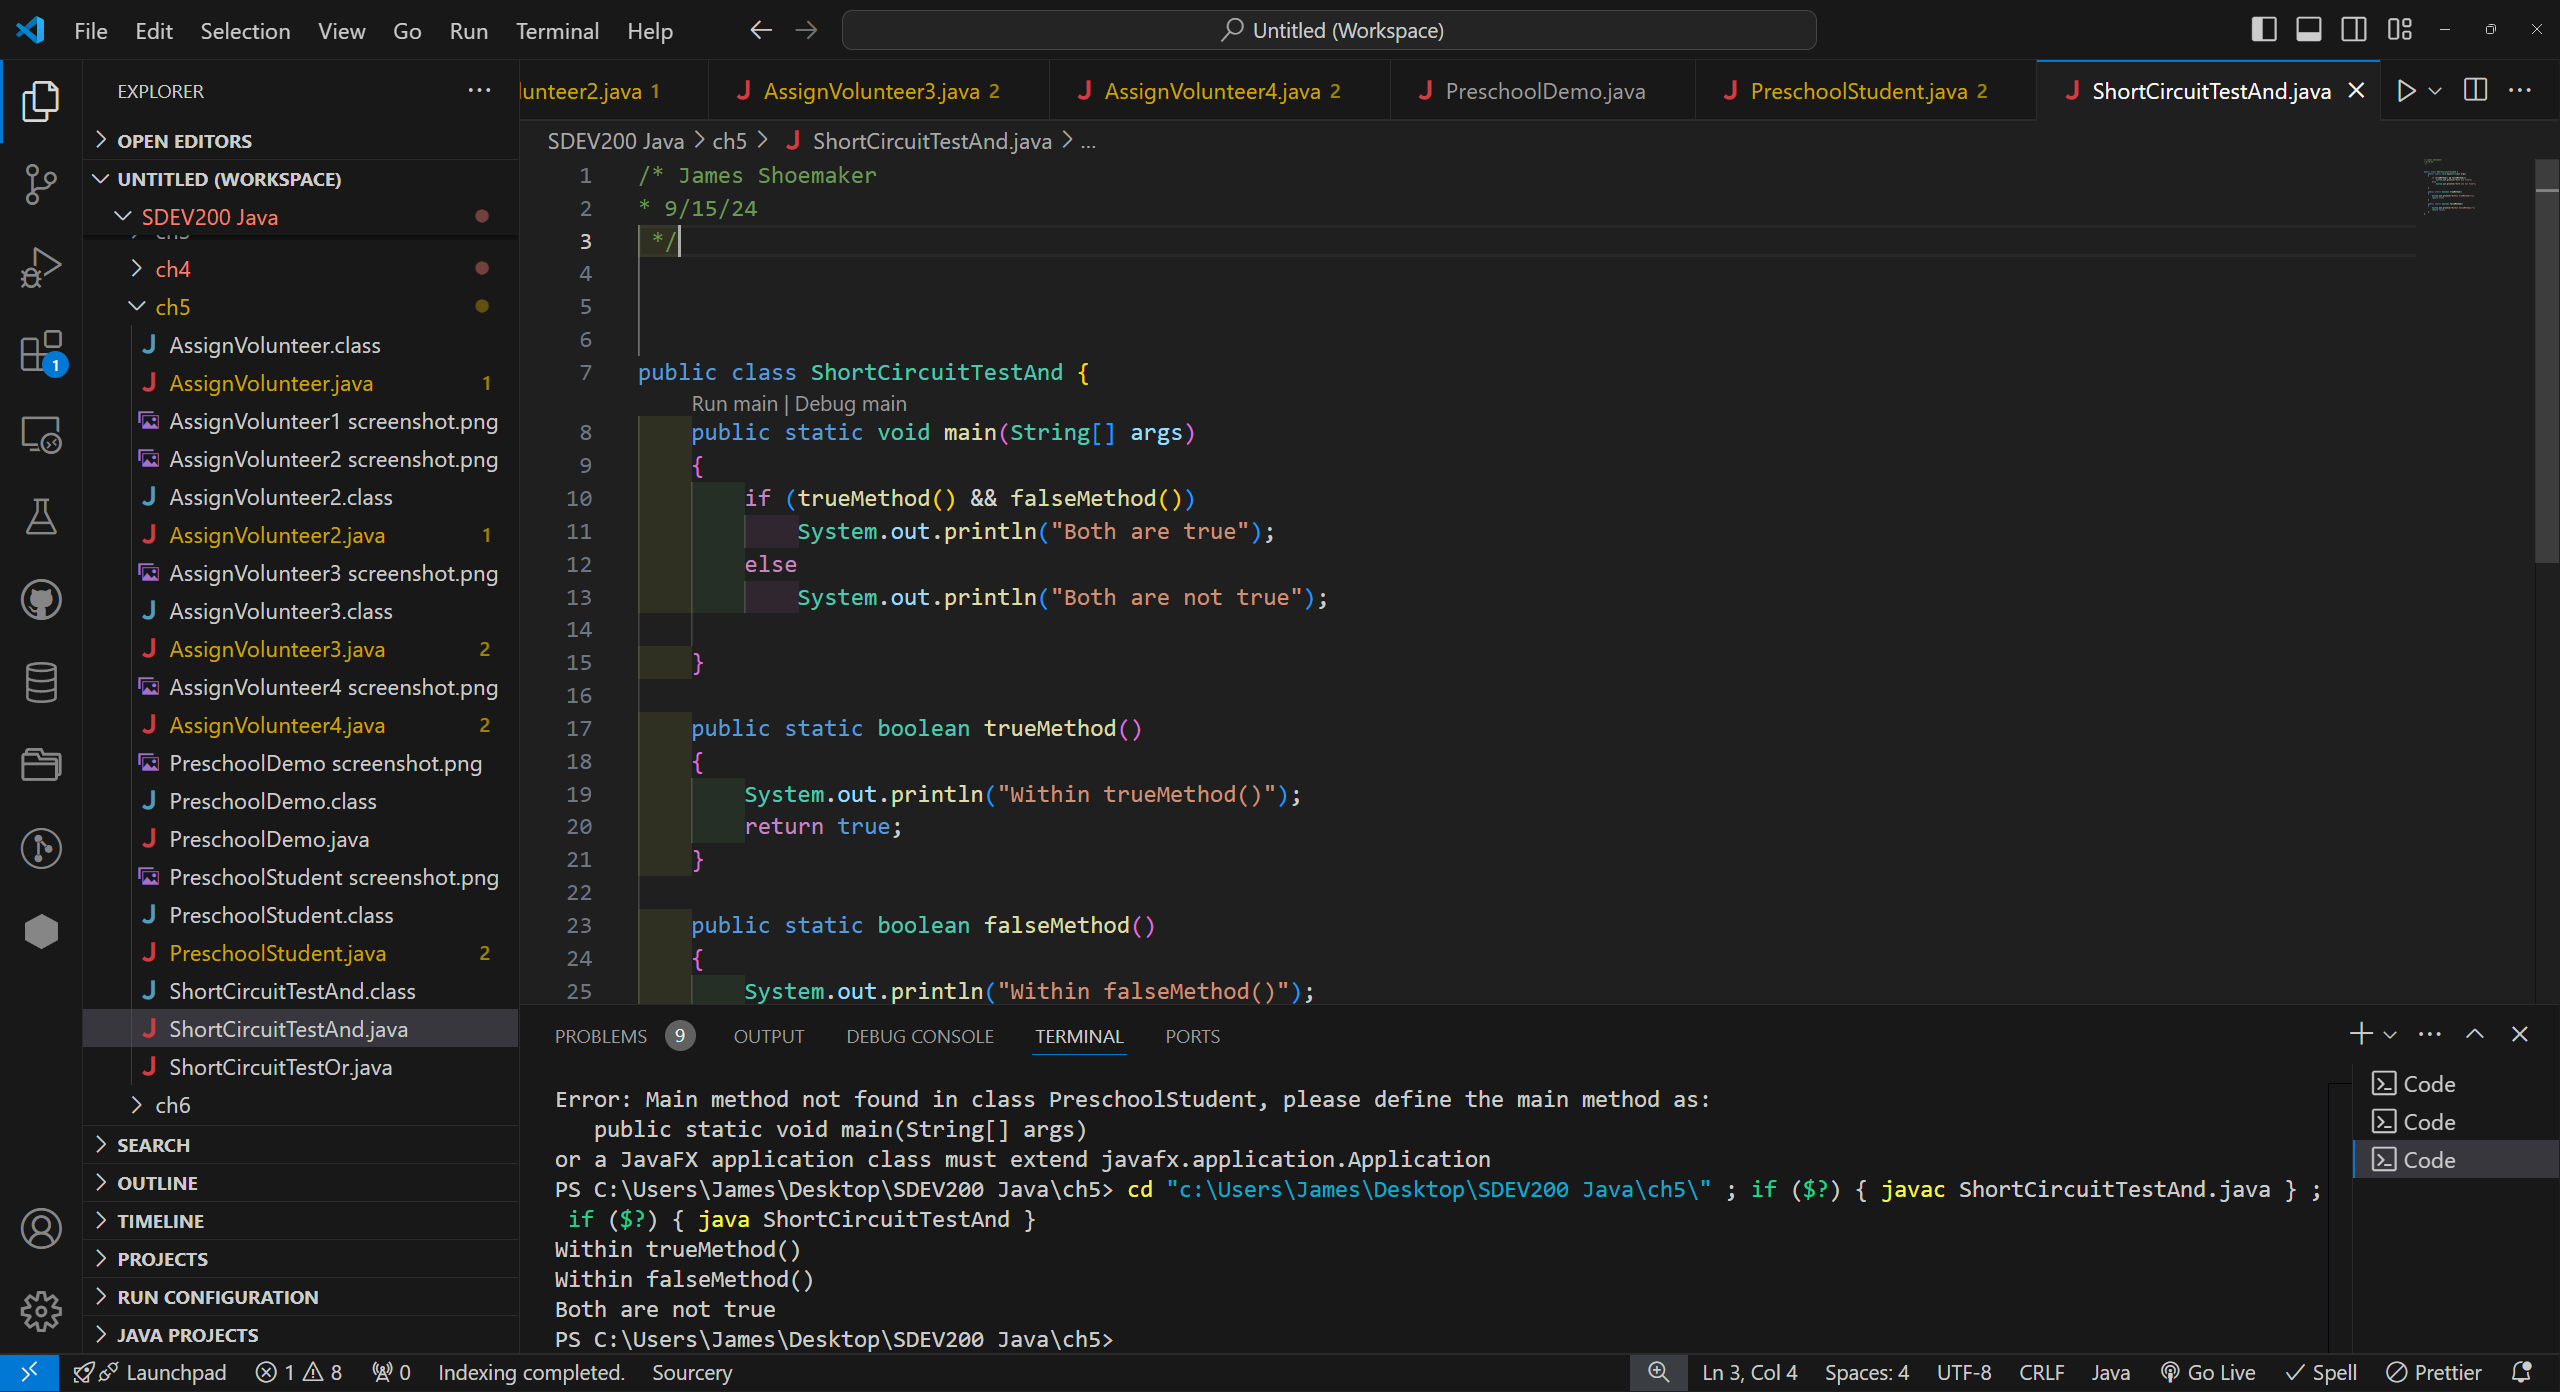 File Edit Selection View Go Run Terminal Help
Untitled (Workspace)
EXPLORER
OPEN EDITORS
UNTITLED (WORKSPACE)
SDEV200 Java
ch4
ch5
AssignVolunteer.class
AssignVolunteer.java 1
AssignVolunteer1 screenshot.png
AssignVolunteer2 screenshot.png
AssignVolunteer2.class
AssignVolunteer2.java 1
AssignVolunteer3 screenshot.png
AssignVolunteer3.class
AssignVolunteer3.java 2
AssignVolunteer4 screenshot.png
AssignVolunteer4.java 2
PreschoolDemo screenshot.png
PreschoolDemo.class
PreschoolDemo.java
PreschoolStudent screenshot.png
PreschoolStudent.class
PreschoolStudent.java 2
ShortCircuitTestAnd.class
ShortCircuitTestAnd.java
ShortCircuitTestOr.java
ch6
SEARCH
OUTLINE
TIMELINE
PROJECTS
RUN CONFIGURATION
JAVA PROJECTS
1
lunteer2.java 1 AssignVolunteer3.java 2 AssignVolunteer4.java 2 PreschoolDemo.java PreschoolStudent.java 2 ShortCircuitTestAnd.java
SDEV200 Java > ch5 > ShortCircuitTestAnd.java > ...
1 /* James Shoemaker
2 * 9/15/24
3 */
4
5
6
7 public class ShortCircuitTestAnd {
Run main | Debug main
8 public static void main(String[] args)
9 {
10 if (trueMethod() && falseMethod())
11 System.out.println("Both are true");
12 else
13 System.out.println("Both are not true");
14
15 }
16
17 public static boolean trueMethod()
18 {
19 System.out.println("Within trueMethod()");
20 return true;
21 }
22
23 public static boolean falseMethod()
24 {
25 System.out.println("Within falseMethod()");
PROBLEMS 9 OUTPUT DEBUG CONSOLE TERMINAL PORTS
Error: Main method not found in class PreschoolStudent, please define the main method as:
public static void main(String[] args)
or a JavaFX application class must extend javafx.application.Application
PS C:\Users\James\Desktop\SDEV200 Java\ch5> cd "c:\Users\James\Desktop\SDEV200 Java\ch5\" ; if ($?) { javac ShortCircuitTestAnd.java } ;
if ($?) { java ShortCircuitTestAnd }
Within trueMethod()
Within falseMethod()
Both are not true
PS C:\Users\James\Desktop\SDEV200 Java\ch5>
Code
Code
Code
Launchpad 1 8 0 Indexing completed. Sourcery Ln 3, Col 4 Spaces: 4 UTF-8 CRLF Java Go Live Spell Prettier